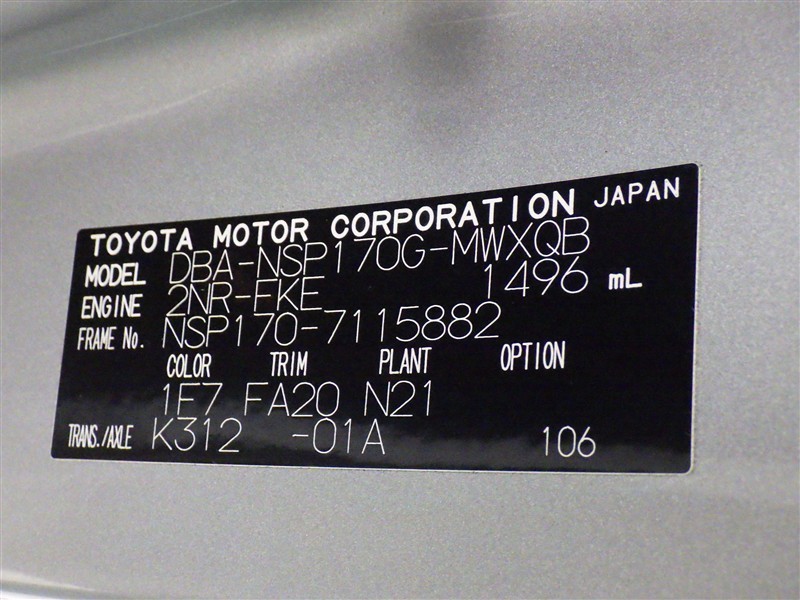 TOYOTA MOTOR CORPORATION JAPAN
MODEL DBA-NSP170G-MWXQB
ENGINE 2NR-FKE 1496 mL
FRAME No. NSP170-7115882
COLOR TRIM PLANT OPTION
1F7 FA20 N21
TRANS./AXLE K312 -01A 106